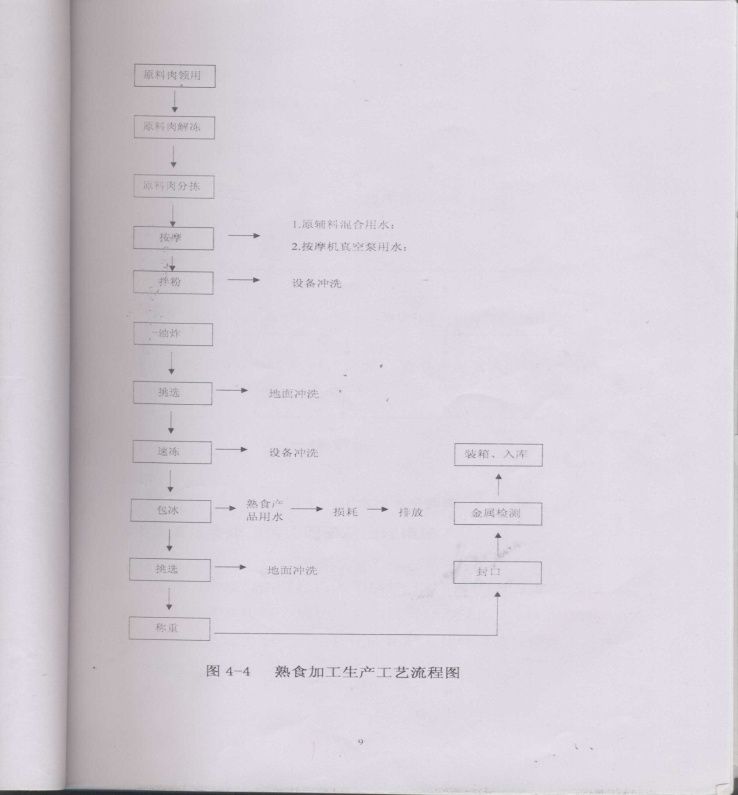 原料肉领用
原料肉解冻
原料肉分拣
1.原辅料混合用水;
按摩
2.按摩机真空泵用水;
拌粉
设备冲洗
油炸
挑选
地面冲洗
速冻
设备冲洗
装箱、入库
包冰
熟食产
品用水
损耗
排放
金属检测
挑选
地面冲洗
封口
称重
图 4-4 熟食加工生产工艺流程图
9